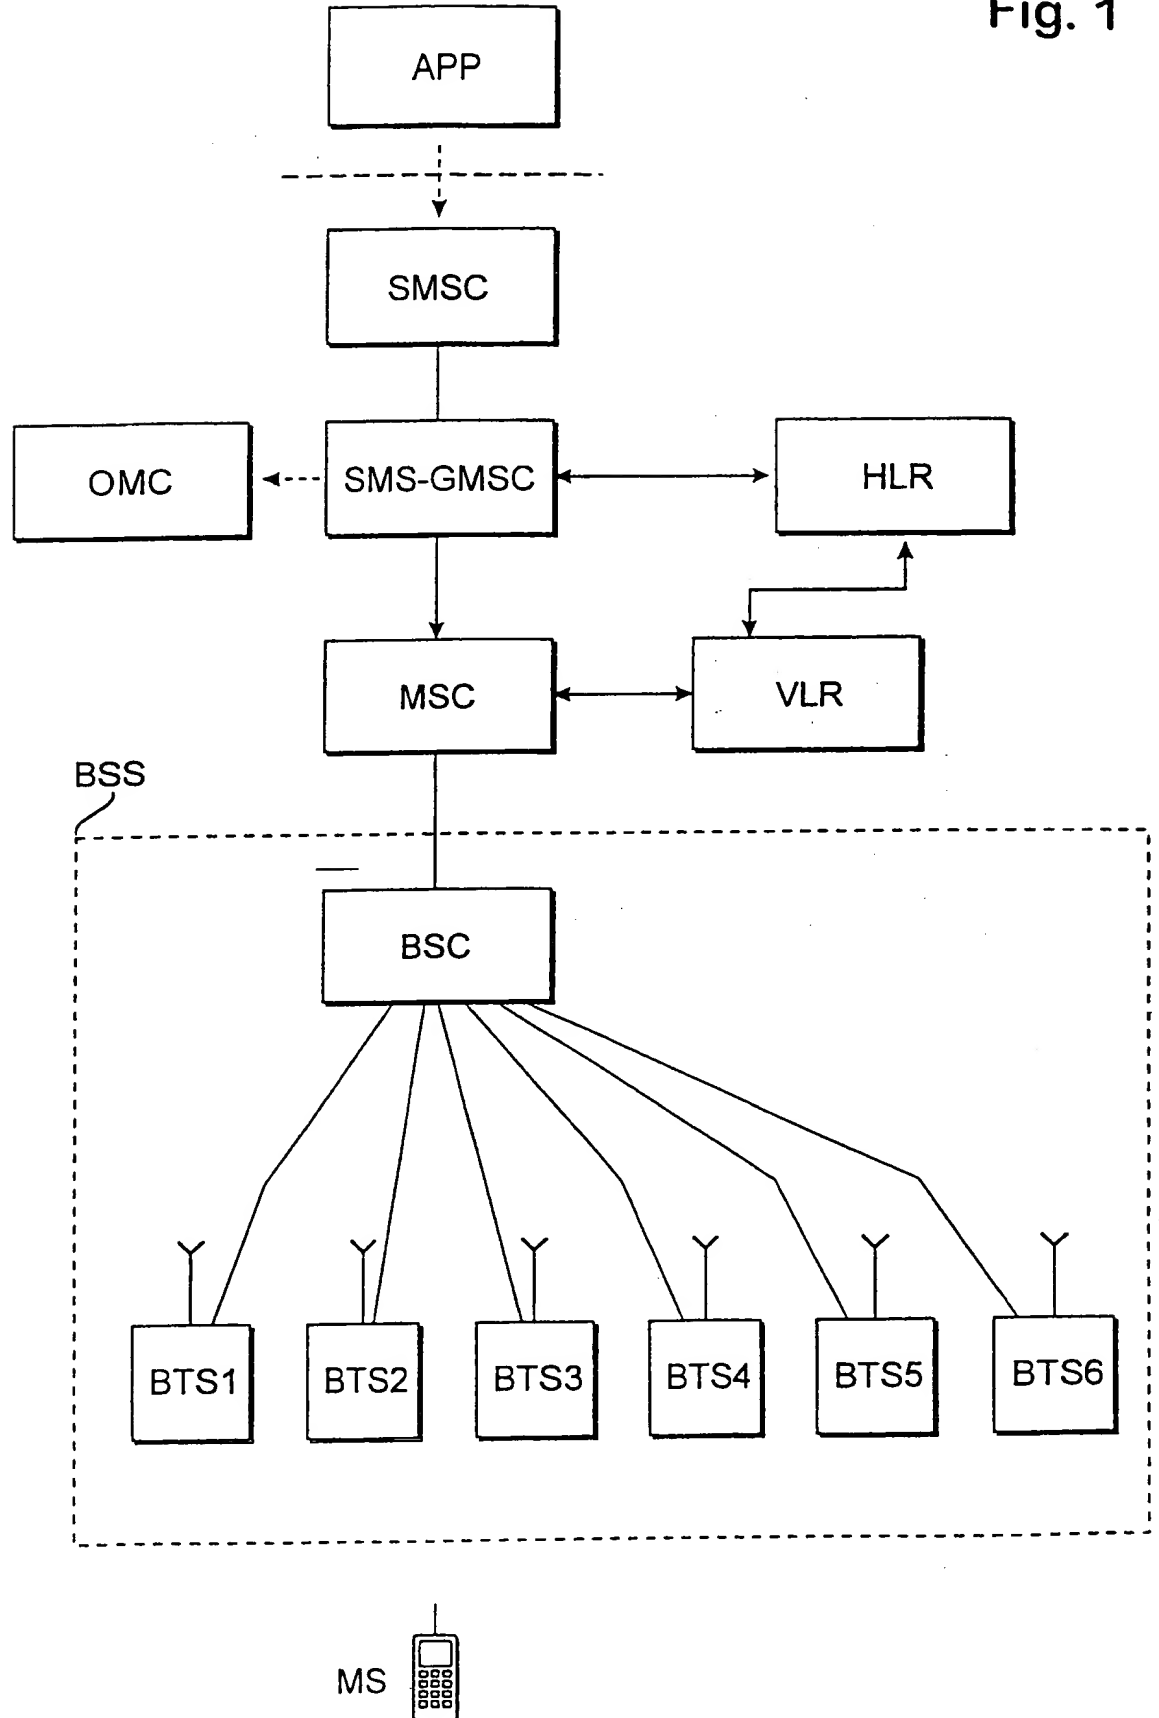 Fig. 1
APP
SMSC
OMC
SMS-GMSC
HLR
MSC
VLR
BSS
BSC
BTS1
BTS2
BTS3
BTS4
BTS5
BTS6
MS